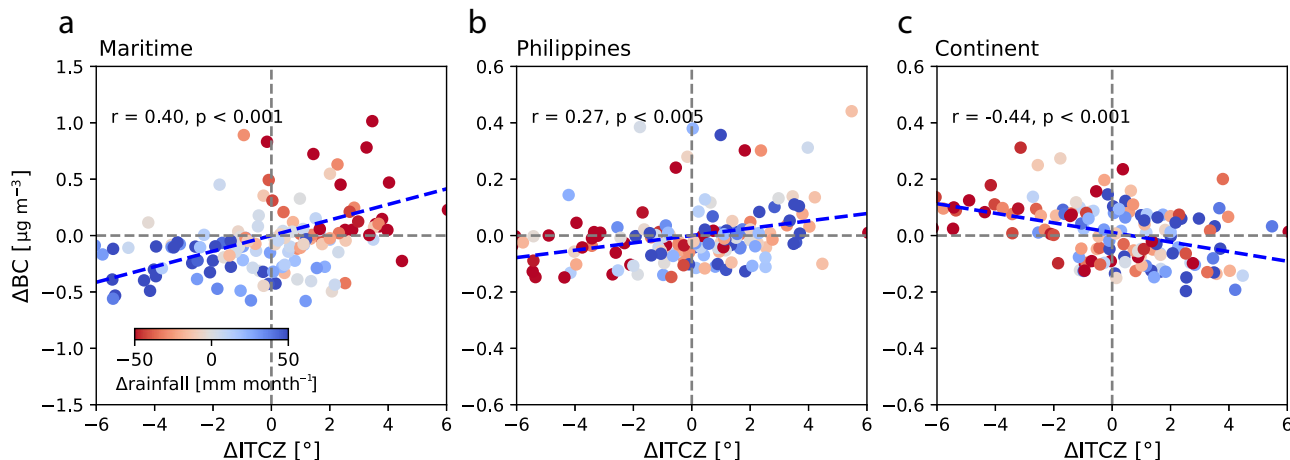 a
Maritime
1.5
1.0
0.5
0.0
−0.5
−1.0
−1.5
ΔBC [μg m⁻³]
r = 0.40, p < 0.001
−50 0 50
Δrainfall [mm month⁻¹]
−6 −4 −2 0 2 4 6
ΔITCZ [°]
b
Philippines
0.6
0.4
0.2
0.0
−0.2
−0.4
−0.6
r = 0.27, p < 0.005
−6 −4 −2 0 2 4 6
ΔITCZ [°]
c
Continent
0.6
0.4
0.2
0.0
−0.2
−0.4
−0.6
r = -0.44, p < 0.001
−6 −4 −2 0 2 4 6
ΔITCZ [°]